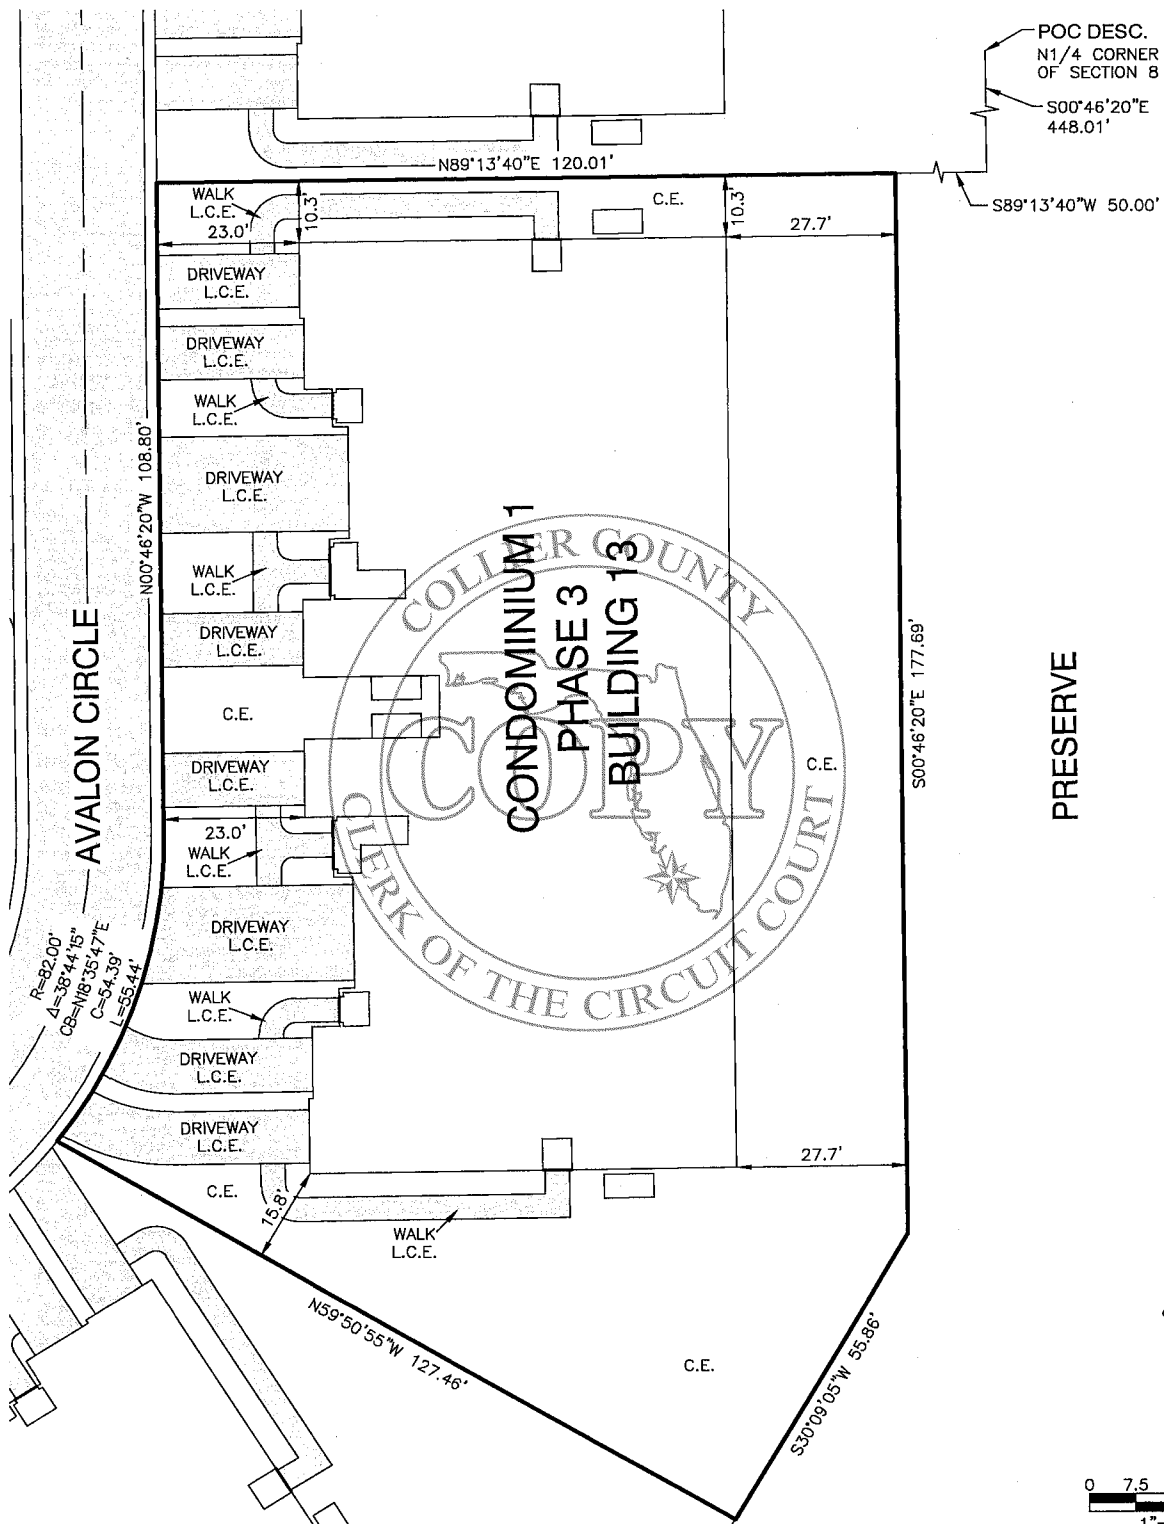 POC DESC.
N1/4 CORNER
OF SECTION 8
S00°46'20"E
448.01'
N89°13'40"E 120.01'
S89°13'40"W 50.00'
WALK
L.C.E.
23.0'
10.3'
C.E.
10.3'
27.7'
DRIVEWAY
L.C.E.
DRIVEWAY
L.C.E.
WALK
L.C.E.
N00°46'20"W 108.80'
DRIVEWAY
L.C.E.
WALK
L.C.E.
DRIVEWAY
L.C.E.
AVALON CIRCLE
C.E.
CONDOMINIUM 1
PHASE 3
BUILDING 13
COLLIER COUNTY
COPY
CLERK OF THE CIRCUIT COURT
S00°46'20"E 177.69'
PRESERVE
C.E.
DRIVEWAY
L.C.E.
23.0'
WALK
L.C.E.
DRIVEWAY
L.C.E.
R=82.00'
Δ=38°44'15"
CB=N18°35'47"E
C=54.39'
L=55.44'
WALK
L.C.E.
DRIVEWAY
L.C.E.
DRIVEWAY
L.C.E.
27.7'
C.E.
15.8'
WALK
L.C.E.
N59°50'55"W 127.46'
C.E.
S30°09'05"W 55.86'
0 7.5